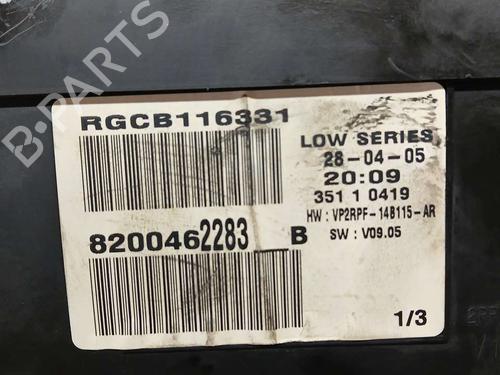 B-PARTS
RGCB116331
LOW SERIES
28-04-05
20:09
351 1 0419
HW : VP2RPF-14B115-AR
SW : V09.05
8200462283 B
1/3